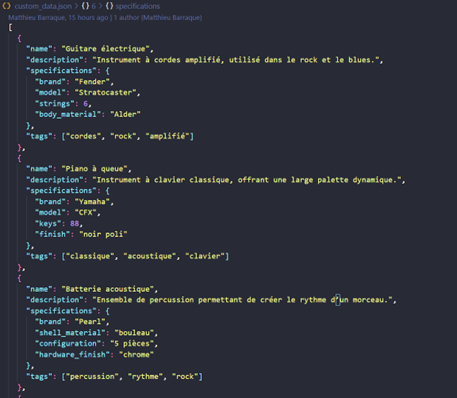 custom_data.json > {} 6 > {} specifications
Matthieu Barraque, 15 hours ago | 1 author (Matthieu Barraque)
[
{
"name": "Guitare électrique",
"description": "Instrument à cordes amplifié, utilisé dans le rock et le blues.",
"specifications": {
"brand": "Fender",
"model": "Stratocaster",
"strings": 6,
"body_material": "Alder"
},
"tags": ["cordes", "rock", "amplifié"]
},
{
"name": "Piano à queue",
"description": "Instrument à clavier classique, offrant une large palette dynamique.",
"specifications": {
"brand": "Yamaha",
"model": "CFX",
"keys": 88,
"finish": "noir poli"
},
"tags": ["classique", "acoustique", "clavier"]
},
{
"name": "Batterie acoustique",
"description": "Ensemble de percussion permettant de créer le rythme d'un morceau.",
"specifications": {
"brand": "Pearl",
"shell_material": "bouleau",
"configuration": "5 pièces",
"hardware_finish": "chrome"
},
"tags": ["percussion", "rythme", "rock"]
},
{